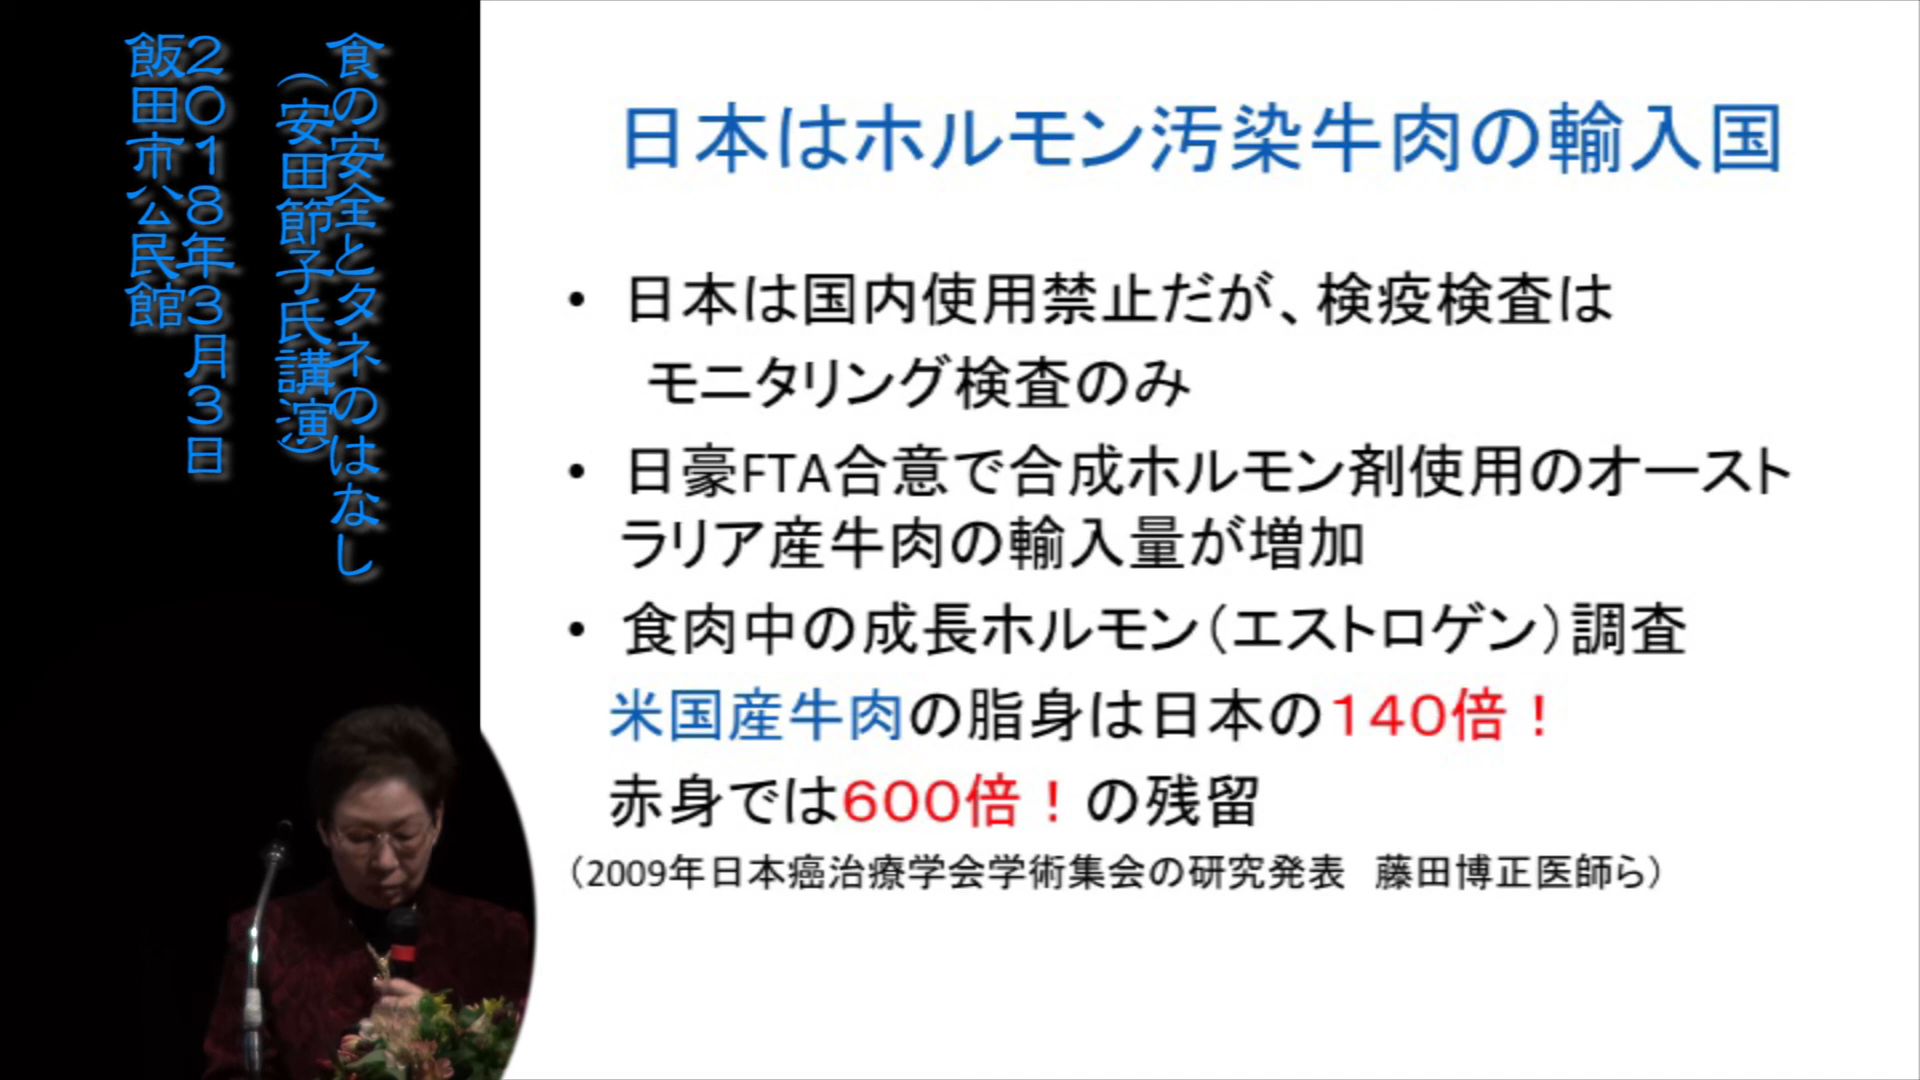 食の安全とタネのはなし
（安田節子氏講演）
２０１８年３月３日
飯田市公民館
日本はホルモン汚染牛肉の輸入国
• 日本は国内使用禁止だが、検疫検査は
モニタリング検査のみ
• 日豪FTA合意で合成ホルモン剤使用のオースト
ラリア産牛肉の輸入量が増加
• 食肉中の成長ホルモン（エストロゲン）調査
米国産牛肉の脂身は日本の１４０倍！
赤身では６００倍！の残留
（2009年日本癌治療学会学術集会の研究発表　藤田博正医師ら）